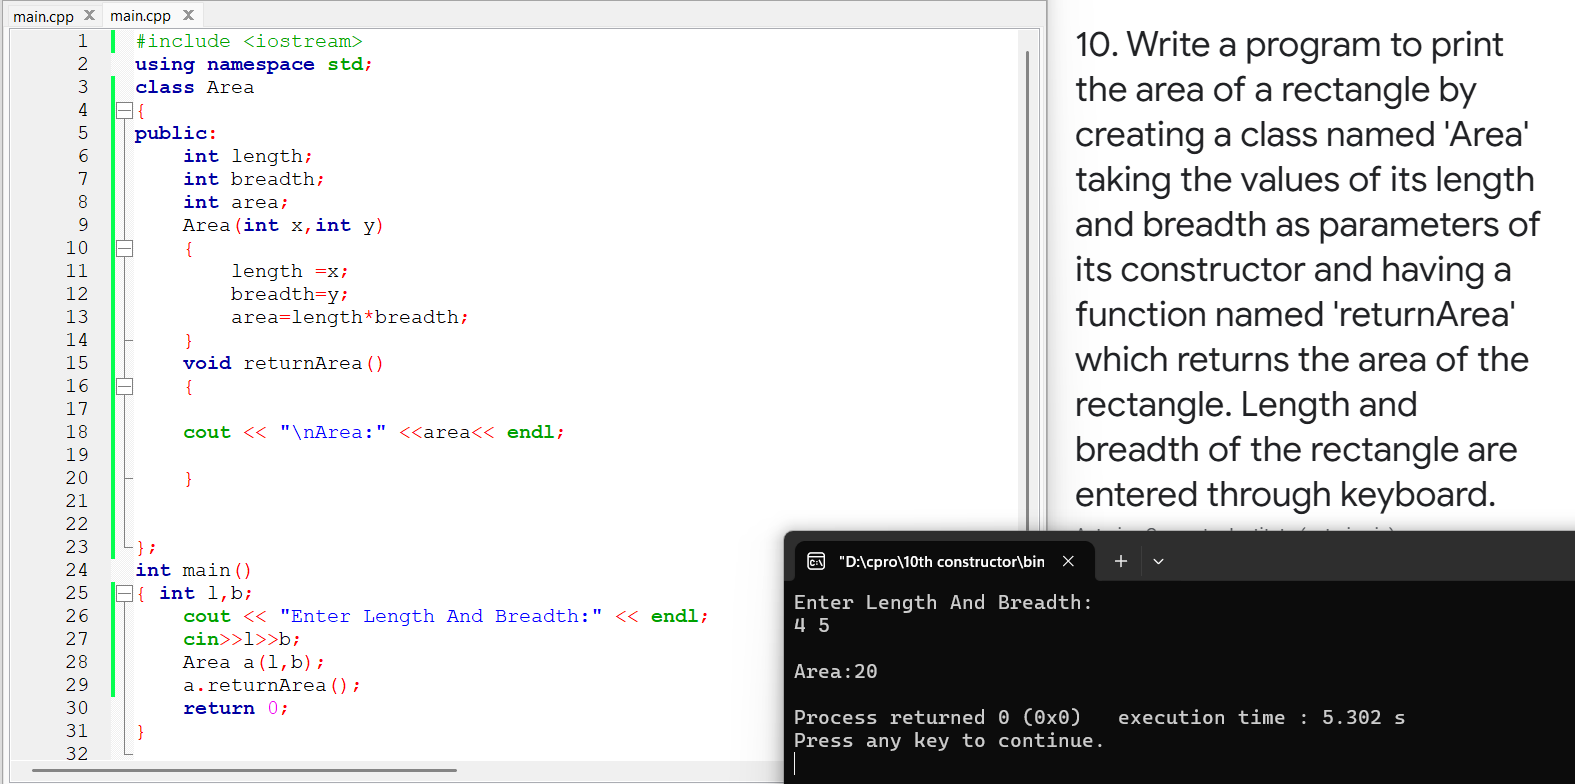 main.cpp X main.cpp X
1 #include <iostream>
2 using namespace std;
3 class Area
4 {
5 public:
6 int length;
7 int breadth;
8 int area;
9 Area(int x,int y)
10 {
11 length =x;
12 breadth=y;
13 area=length*breadth;
14 }
15 void returnArea()
16 {
17
18 cout << "\nArea:" <<area<< endl;
19
20 }
21
22
23 };
24 int main()
25 { int l,b;
26 cout << "Enter Length And Breadth:" << endl;
27 cin>>l>>b;
28 Area a(l,b);
29 a.returnArea();
30 return 0;
31 }
32
10. Write a program to print
the area of a rectangle by
creating a class named 'Area'
taking the values of its length
and breadth as parameters of
its constructor and having a
function named 'returnArea'
which returns the area of the
rectangle. Length and
breadth of the rectangle are
entered through keyboard.
"D:\cpro\10th constructor\bin
Enter Length And Breadth:
4 5
Area:20
Process returned 0 (0x0) execution time : 5.302 s
Press any key to continue.